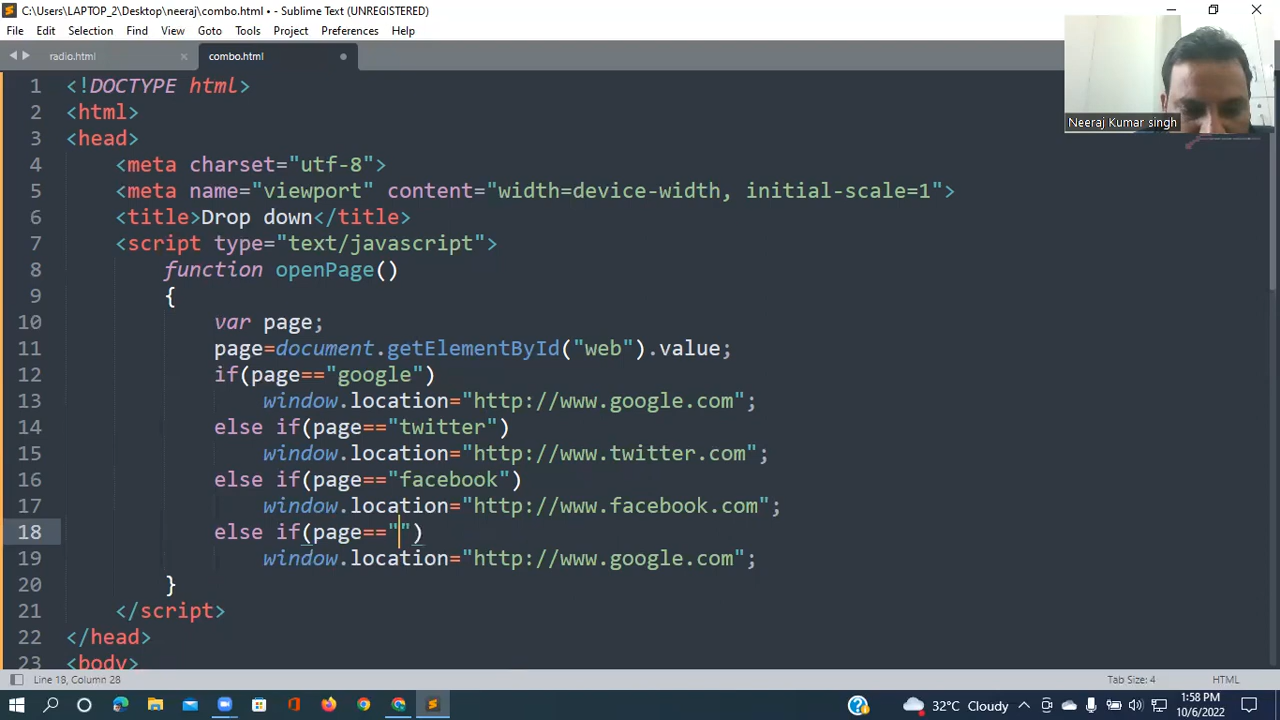 C:\Users\LAPTOP_2\Desktop\neeraj\combo.html • - Sublime Text (UNREGISTERED)
File Edit Selection Find View Goto Tools Project Preferences Help
radio.html combo.html
Neeraj Kumar singh
1 <!DOCTYPE html>
2 <html>
3 <head>
4 <meta charset="utf-8">
5 <meta name="viewport" content="width=device-width, initial-scale=1">
6 <title>Drop down</title>
7 <script type="text/javascript">
8 function openPage()
9 {
10 var page;
11 page=document.getElementById("web").value;
12 if(page=="google")
13 window.location="http://www.google.com";
14 else if(page=="twitter")
15 window.location="http://www.twitter.com";
16 else if(page=="facebook")
17 window.location="http://www.facebook.com";
18 else if(page=="")
19 window.location="http://www.google.com";
20 }
21 </script>
22 </head>
23 <body>
Line 18, Column 28 Tab Size: 4 HTML
32°C Cloudy 1:58 PM
10/6/2022